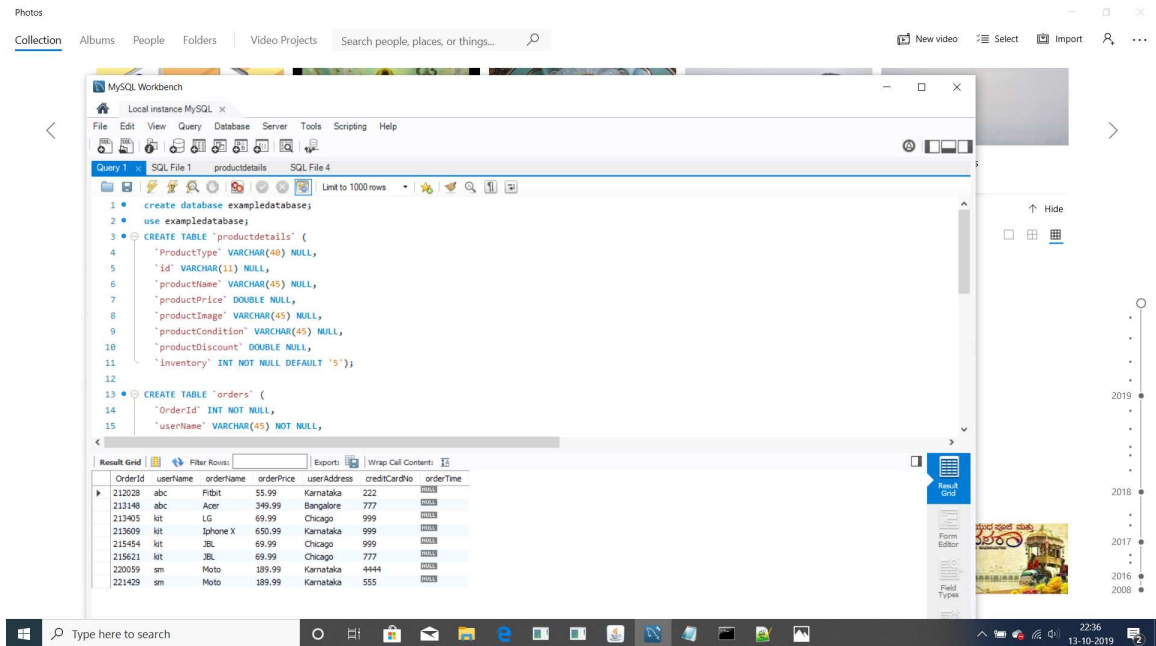 Photos
Collection Albums People Folders Video Projects Search people, places, or things... New video Select Import
MySQL Workbench
Local instance MySQL
File Edit View Query Database Server Tools Scripting Help
Query 1 SQL File 1 productdetails SQL File 4
Limit to 1000 rows
Hide
1 create database exampledatabase;
2 use exampledatabase;
3 CREATE TABLE `productdetails` (
4 `ProductType` VARCHAR(40) NULL,
5 `id` VARCHAR(11) NULL,
6 `productName` VARCHAR(45) NULL,
7 `productPrice` DOUBLE NULL,
8 `productImage` VARCHAR(45) NULL,
9 `productCondition` VARCHAR(45) NULL,
10 `productDiscount` DOUBLE NULL,
11 `inventory` INT NOT NULL DEFAULT '5');
12
13 CREATE TABLE `orders` (
14 `OrderId` INT NOT NULL,
15 `userName` VARCHAR(45) NOT NULL,
2019
2018
2017
2016
2008
Result Grid Filter Rows: Export: Wrap Cell Content:
OrderId userName orderName orderPrice userAddress creditCardNo orderTime
212028 abc Fitbit 55.99 Karnataka 222 NULL
213148 abc Acer 349.99 Bangalore 777 NULL
213405 kit LG 69.99 Chicago 999 NULL
213609 kit Iphone X 650.99 Karnataka 999 NULL
215454 kit JBL 69.99 Chicago 999 NULL
215621 kit JBL 69.99 Chicago 777 NULL
220059 sm Moto 189.99 Karnataka 4444 NULL
221429 sm Moto 189.99 Karnataka 555 NULL
Result
Grid
Form
Editor
Field
Types
Type here to search
22:36
13-10-2019
2